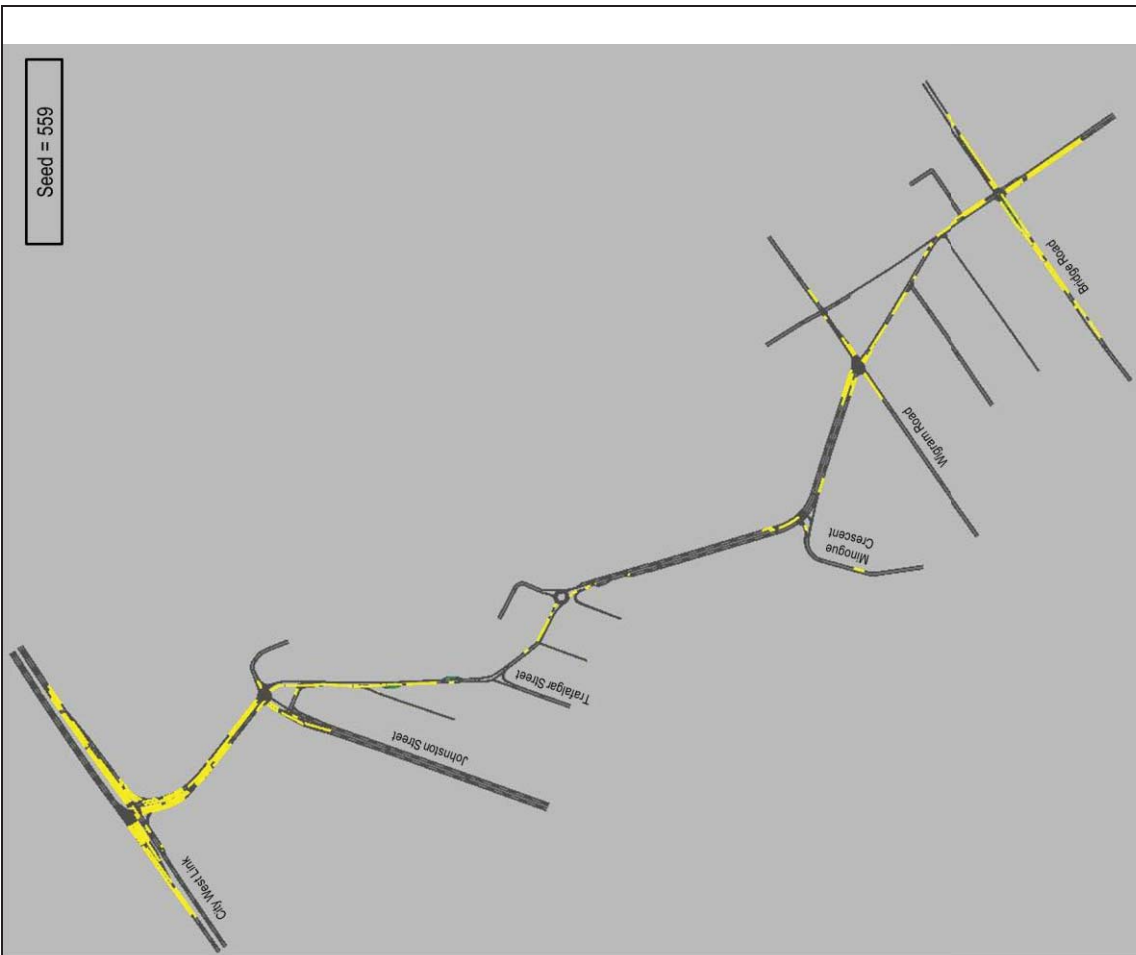 Seed = 559
Bridge Road
Wigram Road
Minogue
Crescent
Trafalgar Street
Johnston Street
City West Link